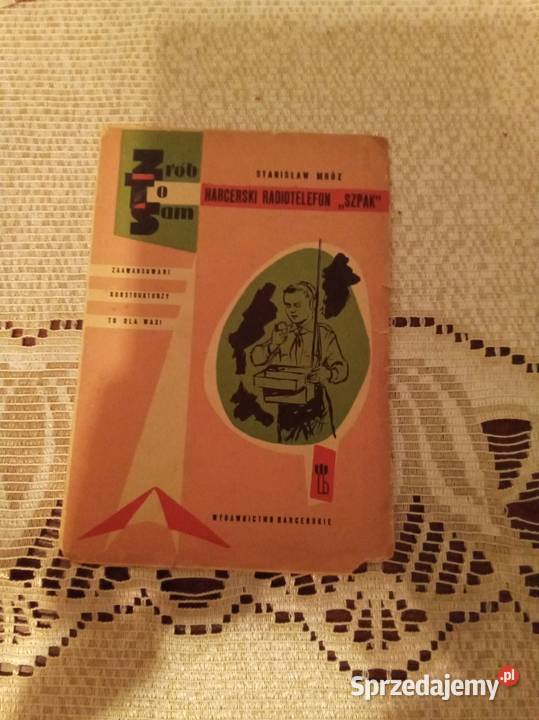 Zrób
To
Sam
STANISŁAW MRÓZ
HARCERSKI RADIOTELEFON „SZPAK"
ZAAWANSOWANI
KONSTRUKTORZY
TO DLA WAS!
WYDAWNICTWO HARCERSKIE
Sprzedajemy.pl